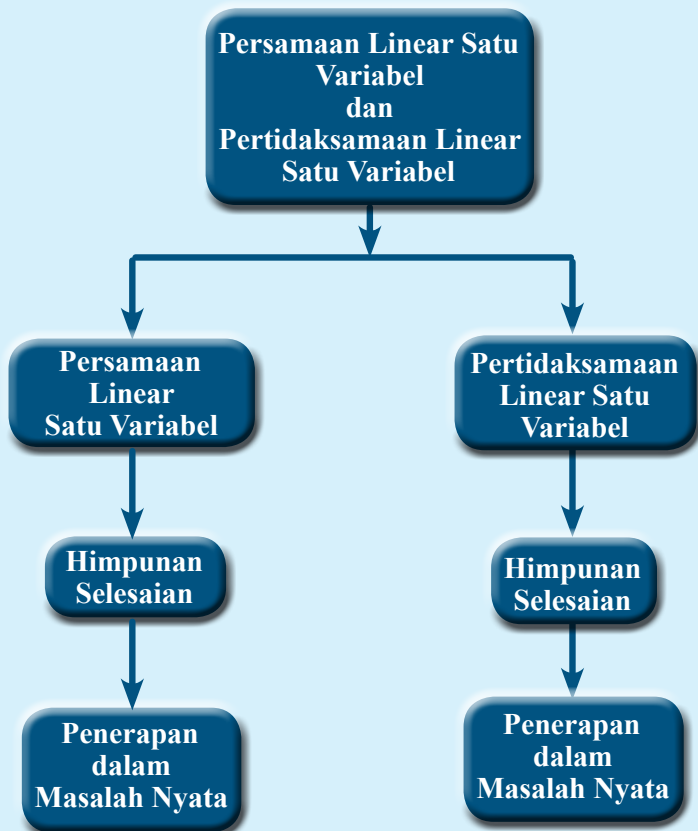 Persamaan Linear Satu
Variabel
dan
Pertidaksamaan Linear
Satu Variabel
Persamaan
Linear
Satu Variabel
Pertidaksamaan
Linear Satu
Variabel
Himpunan
Selesaian
Himpunan
Selesaian
Penerapan
dalam
Masalah Nyata
Penerapan
dalam
Masalah Nyata